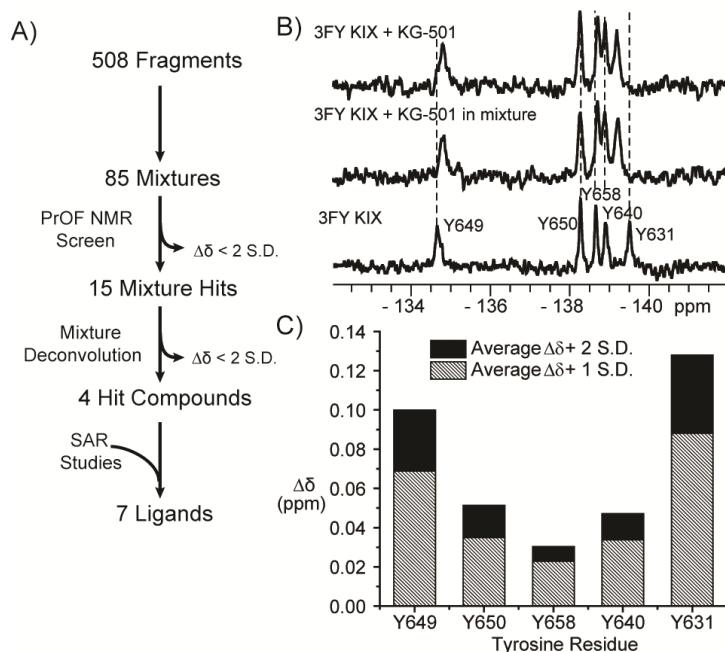 A)
508 Fragments
85 Mixtures
PrOF NMR
Screen
Δδ < 2 S.D.
15 Mixture Hits
Mixture
Deconvolution
Δδ < 2 S.D.
4 Hit Compounds
SAR
Studies
7 Ligands
B)
3FY KIX + KG-501
3FY KIX + KG-501 in mixture
3FY KIX
Y649
Y650
Y658
Y640
Y631
- 134
- 136
- 138
- 140
ppm
C)
0.14
0.12
0.10
0.08
0.06
0.04
0.02
0.00
Δδ
(ppm)
Average Δδ+ 2 S.D.
Average Δδ+ 1 S.D.
Y649 Y650 Y658 Y640 Y631
Tyrosine Residue